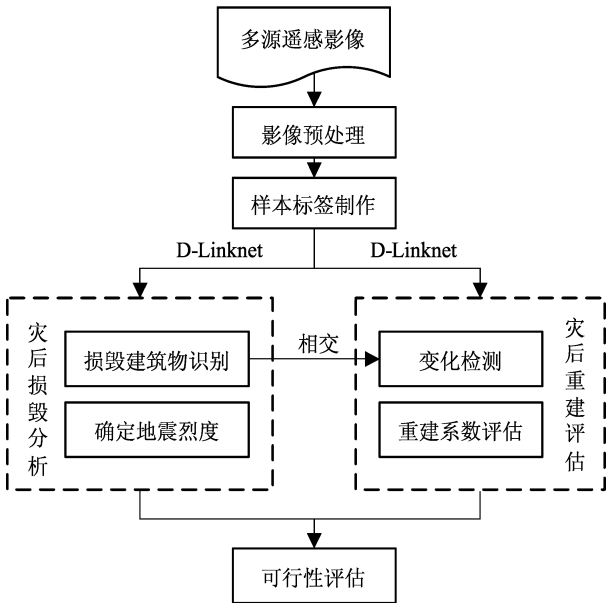 多源遥感影像
影像预处理
样本标签制作
D-Linknet
D-Linknet
灾后损毁分析
损毁建筑物识别
确定地震烈度
相交
变化检测
重建系数评估
灾后重建评估
可行性评估